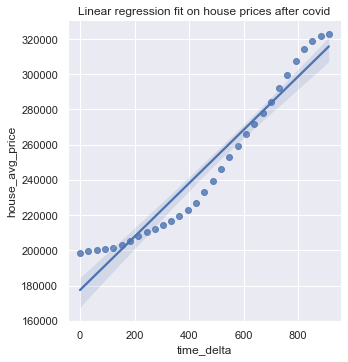 Linear regression fit on house prices after covid
320000
300000
280000
260000
240000
220000
200000
180000
160000
house_avg_price
0 200 400 600 800
time_delta